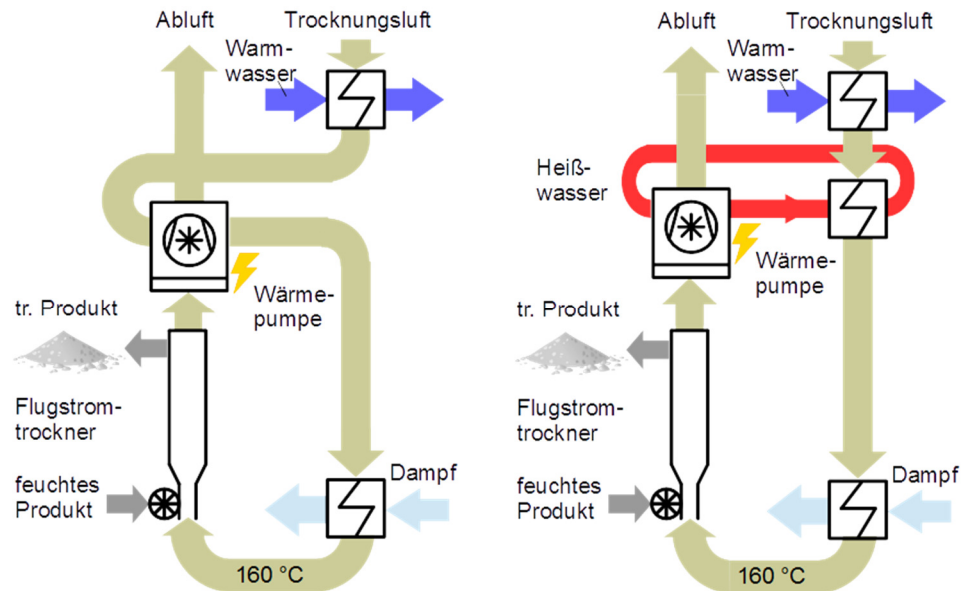 Abluft
Trocknungsluft
Warm-
wasser
Wärme-
pumpe
tr. Produkt
Flugstrom-
trockner
feuchtes
Produkt
Dampf
160 °C
Abluft
Trocknungsluft
Warm-
wasser
Heiß-
wasser
Wärme-
pumpe
tr. Produkt
Flugstrom-
trockner
feuchtes
Produkt
Dampf
160 °C